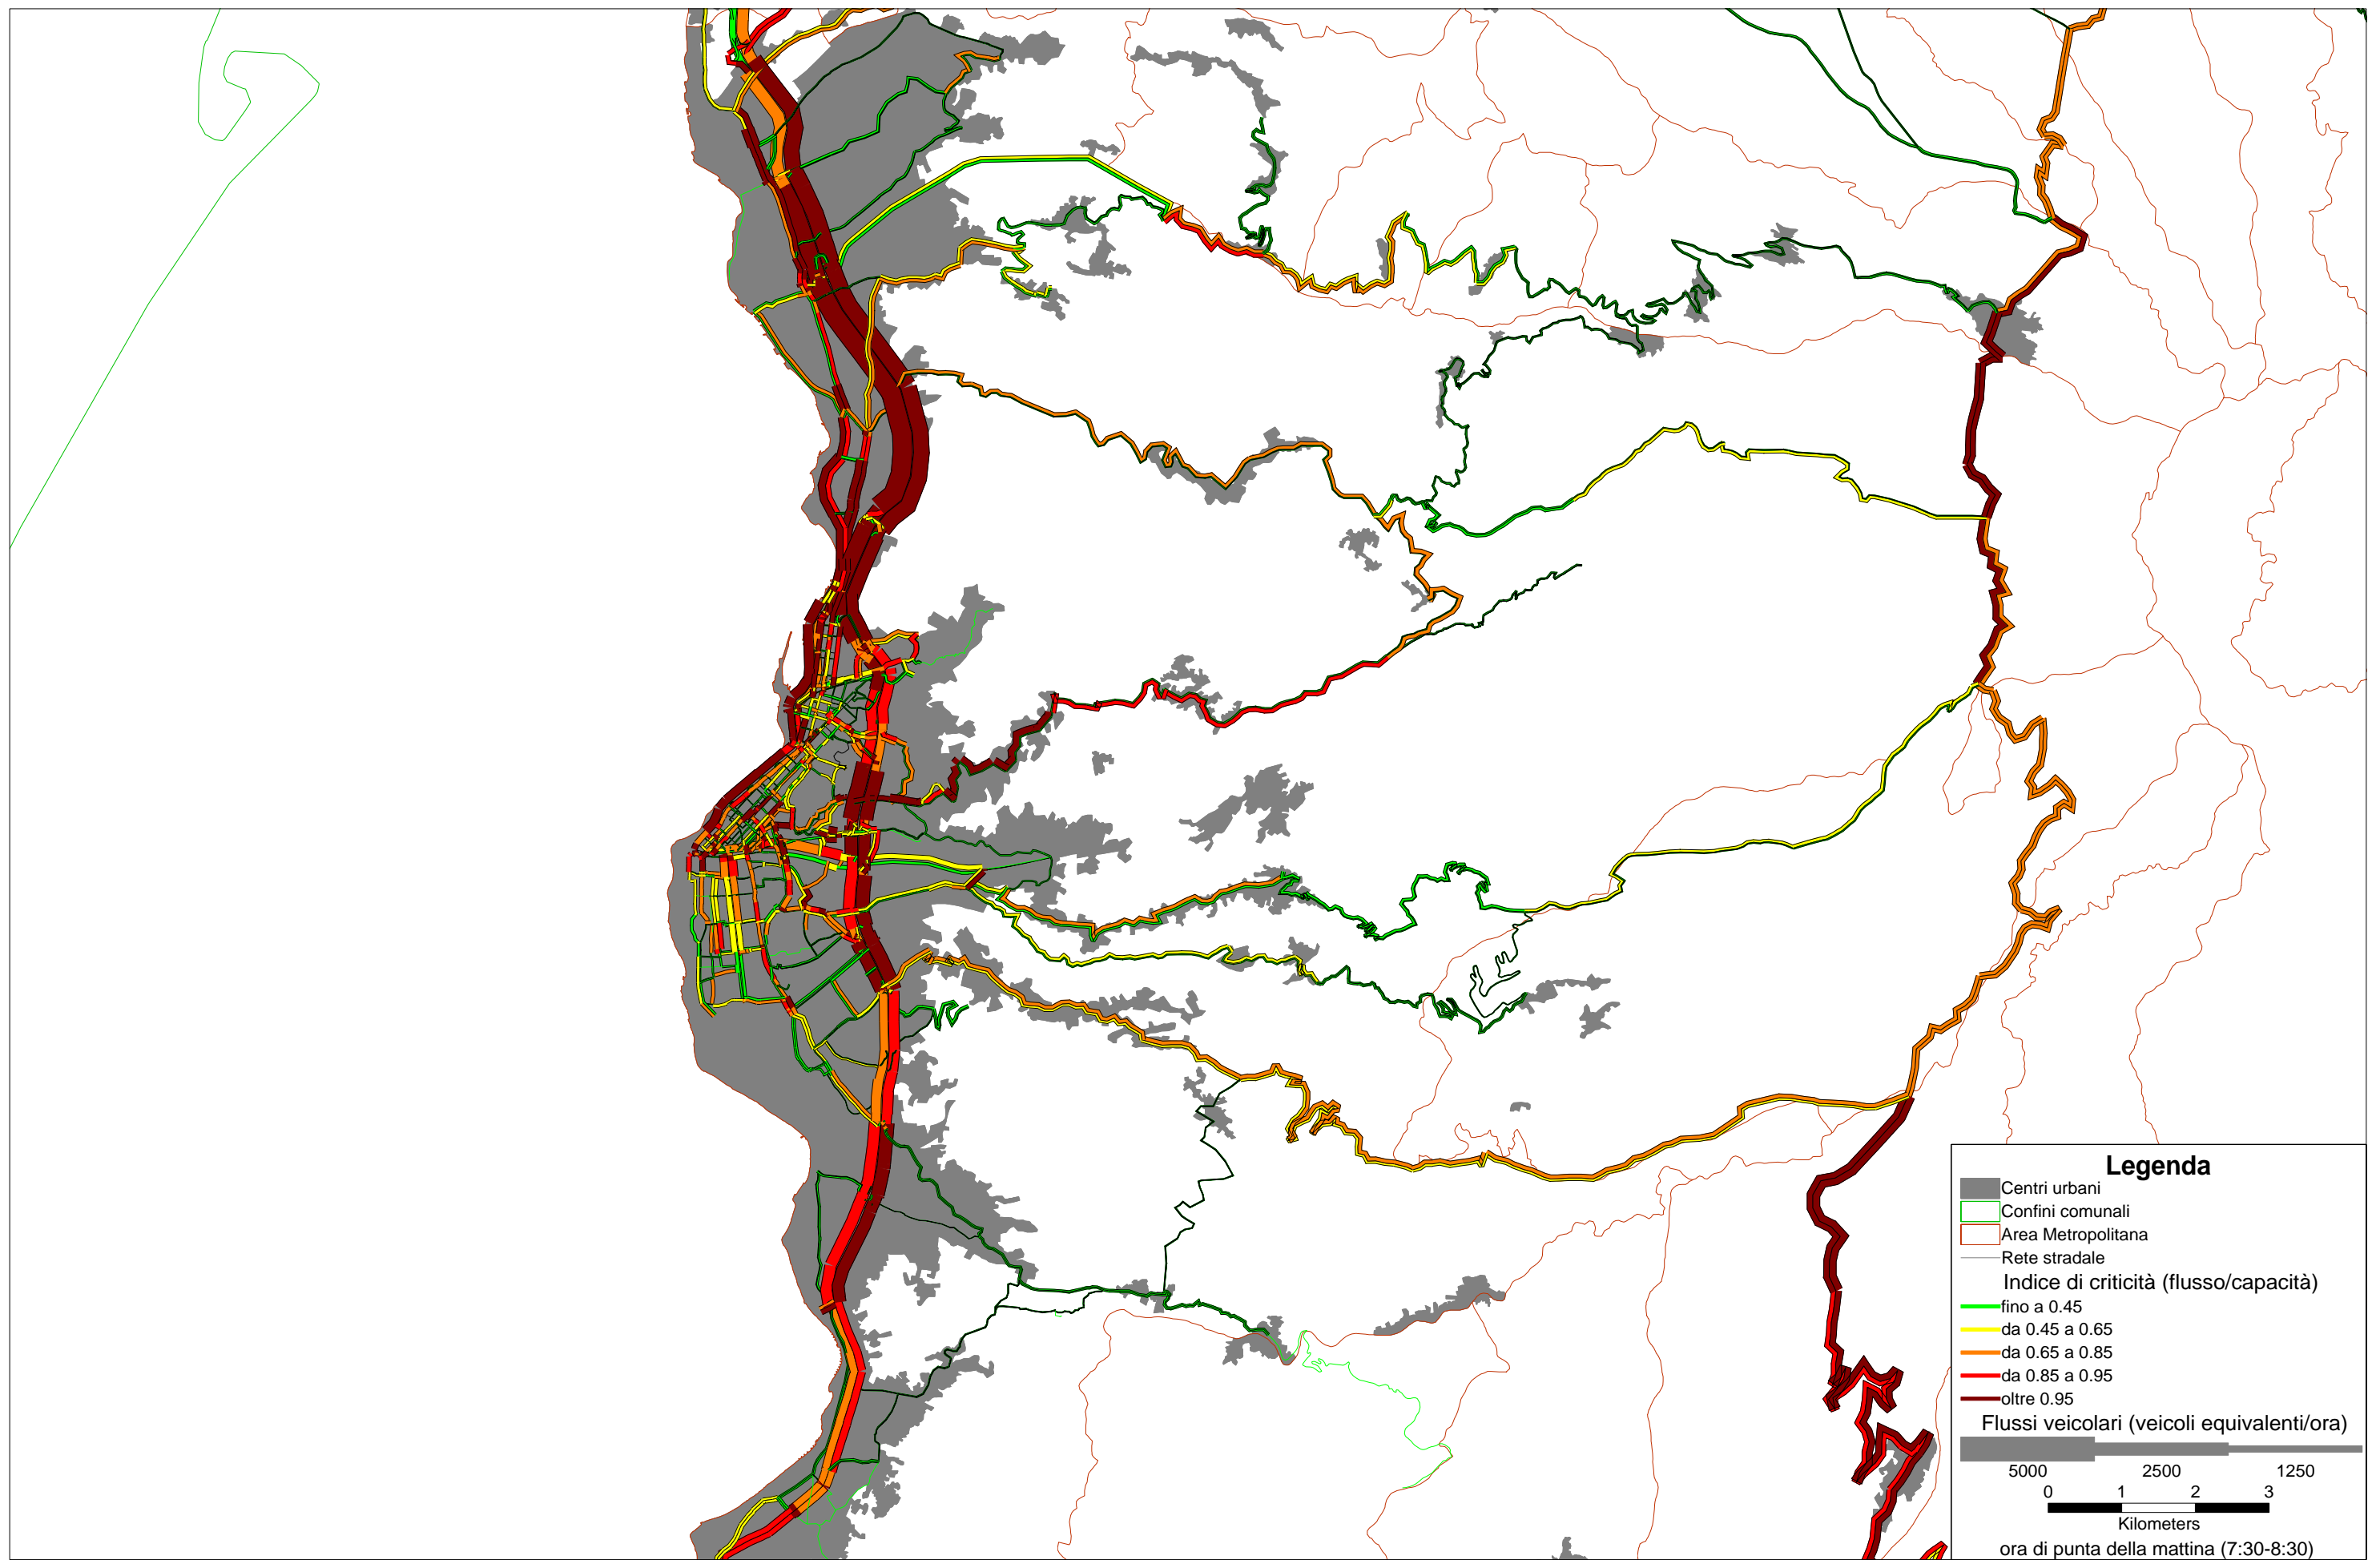 Legenda
Centri urbani
Confini comunali
Area Metropolitana
Rete stradale
Indice di criticità (flusso/capacità)
fino a 0.45
da 0.45 a 0.65
da 0.65 a 0.85
da 0.85 a 0.95
oltre 0.95
Flussi veicolari (veicoli equivalenti/ora)
5000 2500 1250
0 1 2 3
Kilometers
ora di punta della mattina (7:30-8:30)